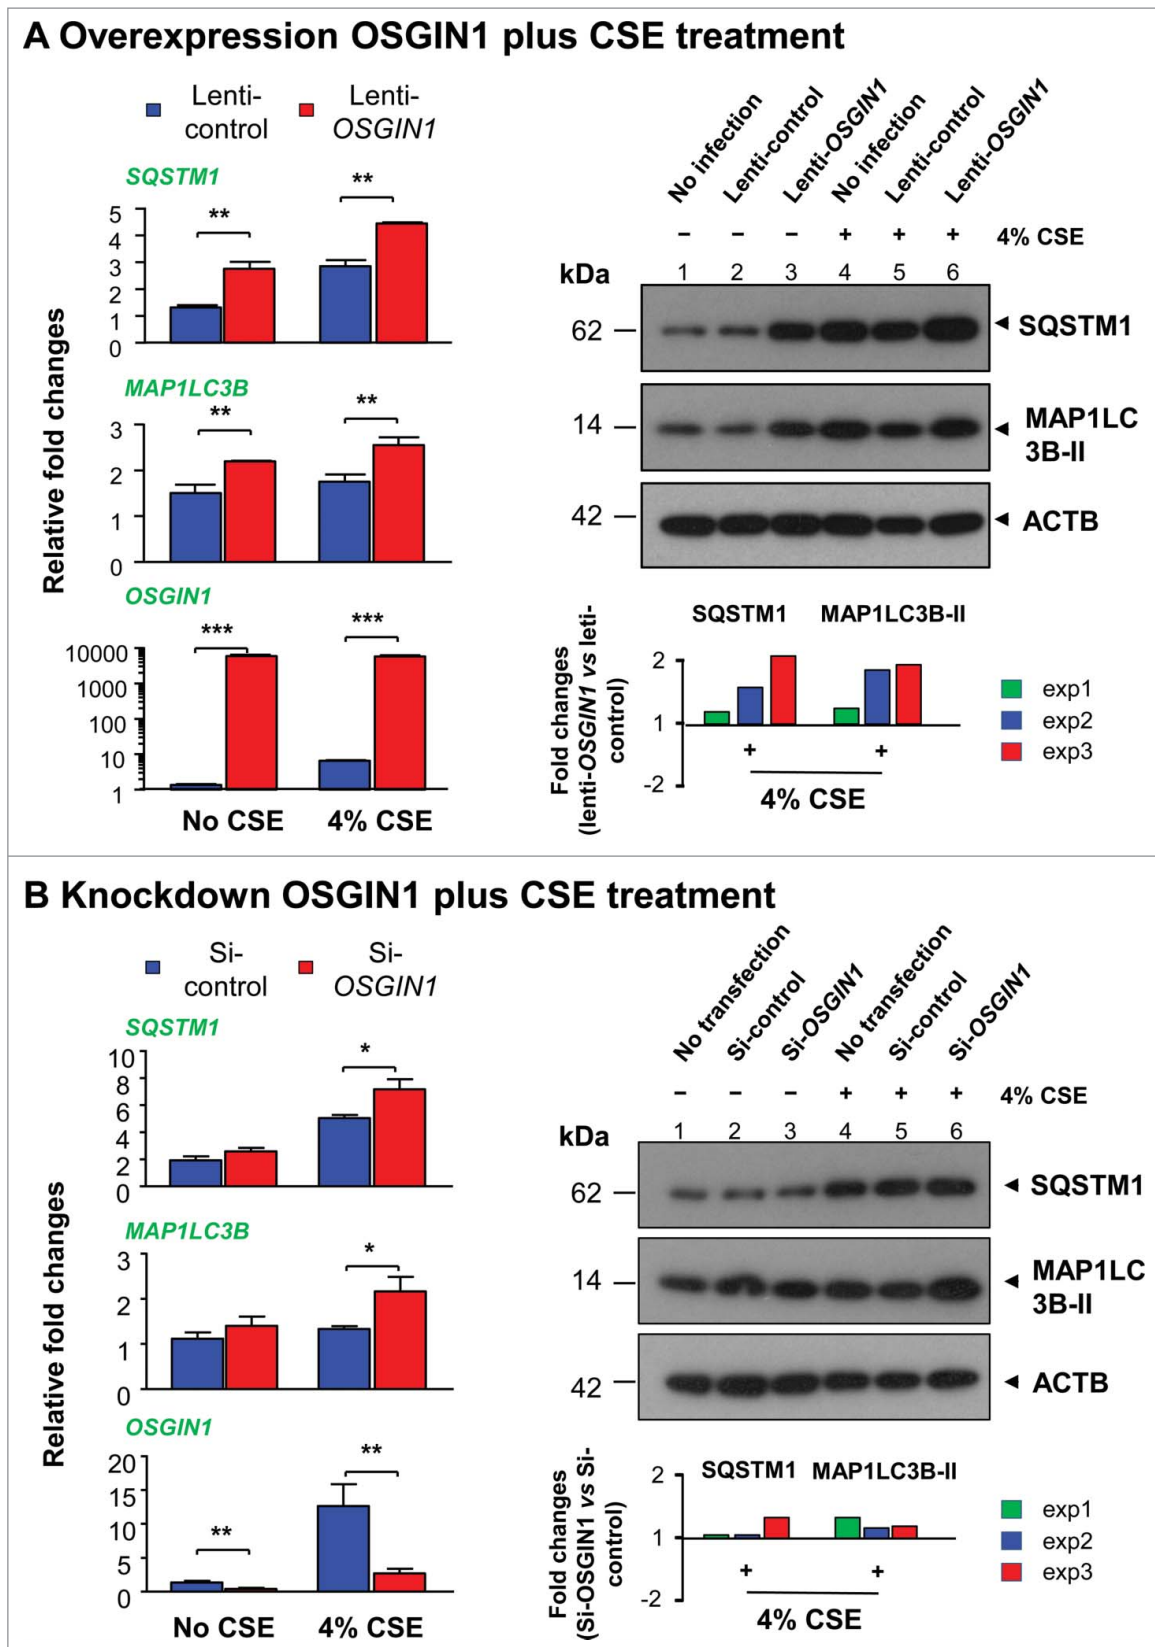 A Overexpression OSGIN1 plus CSE treatment
Lenti-
control
Lenti-
OSGIN1
Relative fold changes
SQSTM1
**
**
5
4
3
2
1
0
MAP1LC3B
**
**
3
2
1
0
OSGIN1
***
***
10000
1000
100
10
1
No CSE
4% CSE
No infection
Lenti-control
Lenti-OSGIN1
No infection
Lenti-control
Lenti-OSGIN1
– – – + + + 4% CSE
kDa 1 2 3 4 5 6
62
SQSTM1
14
MAP1LC
3B-II
42
ACTB
Fold changes
(lenti-OSGIN1 vs leti-
control)
SQSTM1 MAP1LC3B-II
2
1
-2
+ +
4% CSE
exp1
exp2
exp3
B Knockdown OSGIN1 plus CSE treatment
Si-
control
Si-
OSGIN1
Relative fold changes
SQSTM1
*
10
8
6
4
2
0
MAP1LC3B
*
3
2
1
0
OSGIN1
**
**
20
15
10
5
0
No CSE
4% CSE
No transfection
Si-control
Si-OSGIN1
No transfection
Si-control
Si-OSGIN1
– – – + + + 4% CSE
kDa 1 2 3 4 5 6
62
SQSTM1
14
MAP1LC
3B-II
42
ACTB
Fold changes
(Si-OSGIN1 vs Si-
control)
SQSTM1 MAP1LC3B-II
2
1
-2
+ +
4% CSE
exp1
exp2
exp3